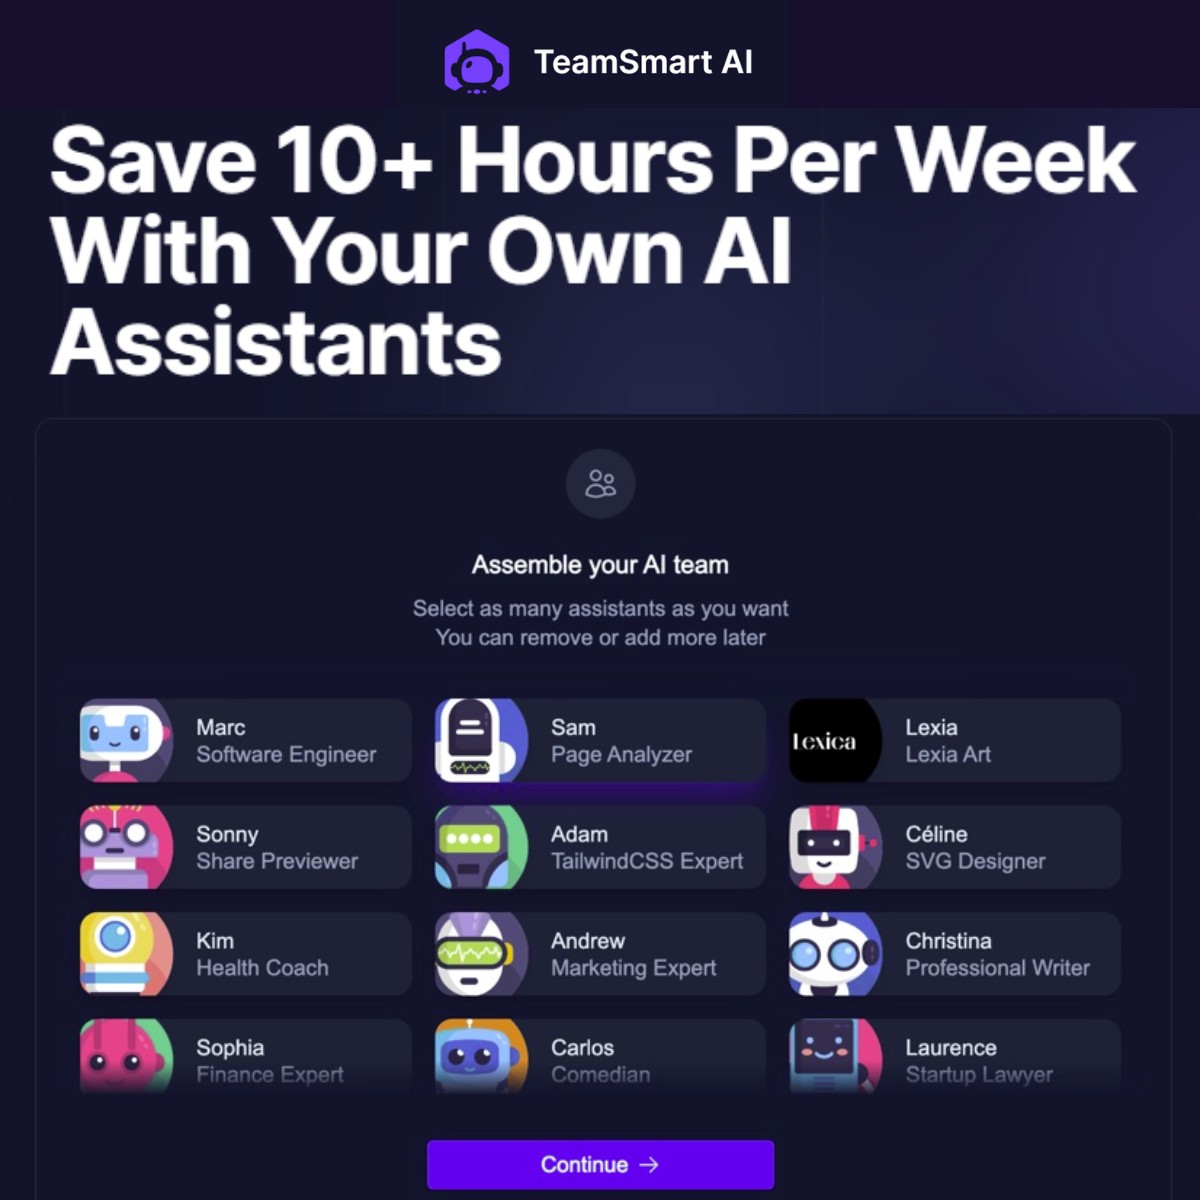 TeamSmart AI
Save 10+ Hours Per Week
With Your Own AI
Assistants
Assemble your AI team
Select as many assistants as you want
You can remove or add more later
Marc
Software Engineer
Sam
Page Analyzer
Lexica
Lexia
Lexia Art
Sonny
Share Previewer
Adam
TailwindCSS Expert
Céline
SVG Designer
Kim
Health Coach
Andrew
Marketing Expert
Christina
Professional Writer
Sophia
Finance Expert
Carlos
Comedian
Laurence
Startup Lawyer
Continue →